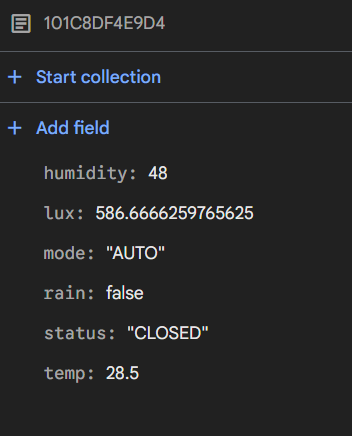 101C8DF4E9D4
+ Start collection
+ Add field
humidity: 48
lux: 586.6666259765625
mode: "AUTO"
rain: false
status: "CLOSED"
temp: 28.5